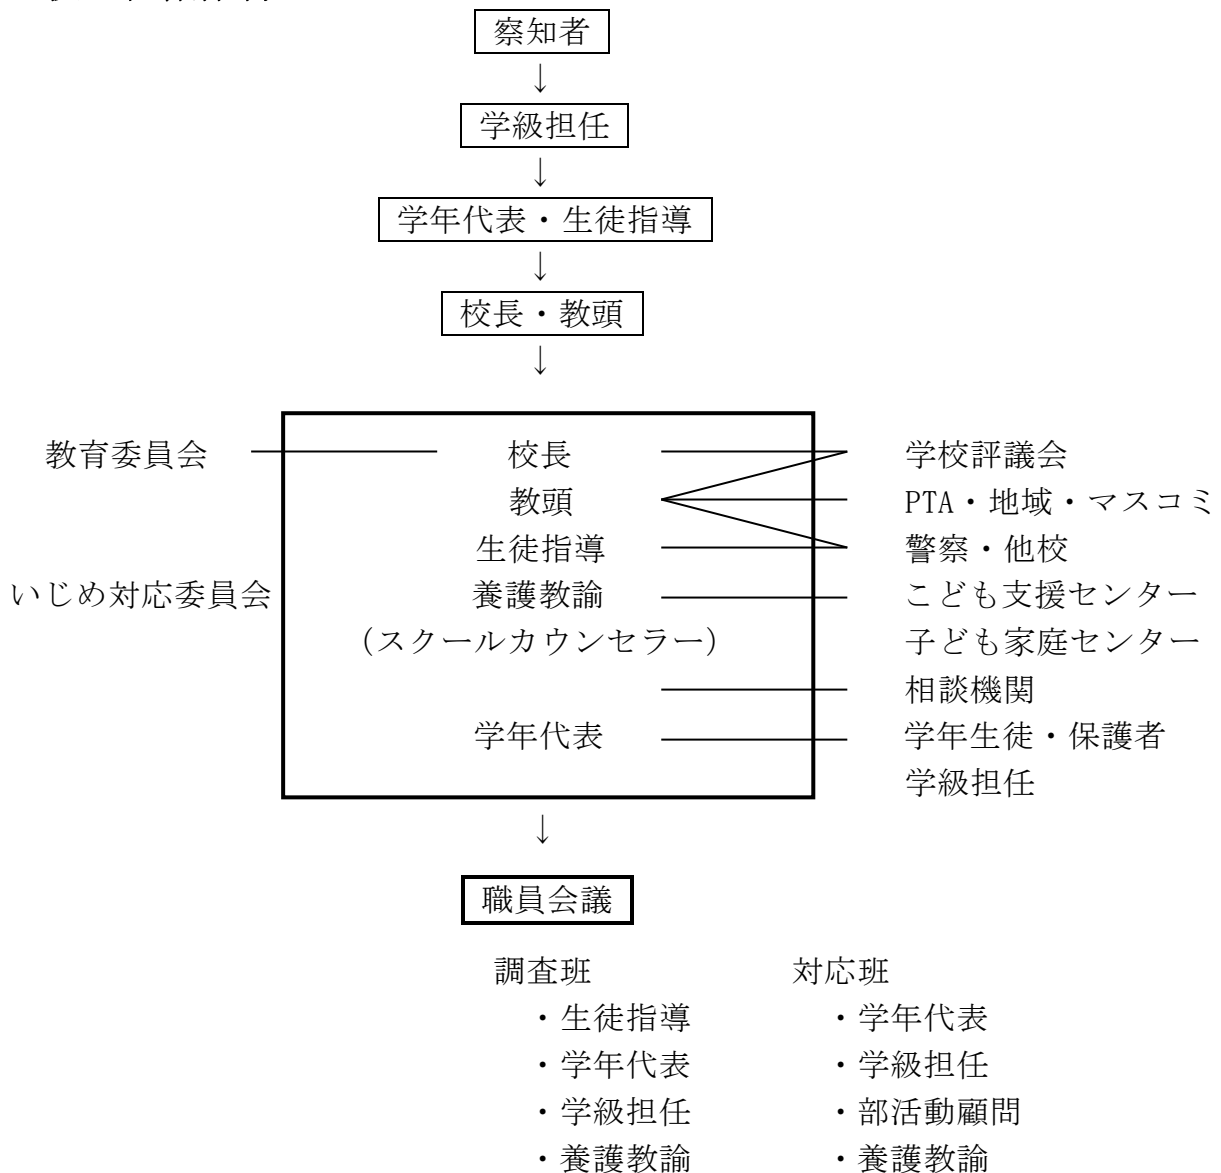 察知者
↓
学級担任
↓
学年代表・生徒指導
↓
校長・教頭
↓
教育委員会 校長 学校評議会
教頭 PTA・地域・マスコミ
生徒指導 警察・他校
いじめ対応委員会 養護教諭 こども支援センター
(スクールカウンセラー) 子ども家庭センター
相談機関
学年代表 学年生徒・保護者
学級担任
↓
職員会議
調査班 対応班
・生徒指導 ・学年代表
・学年代表 ・学級担任
・学級担任 ・部活動顧問
・養護教諭 ・養護教諭